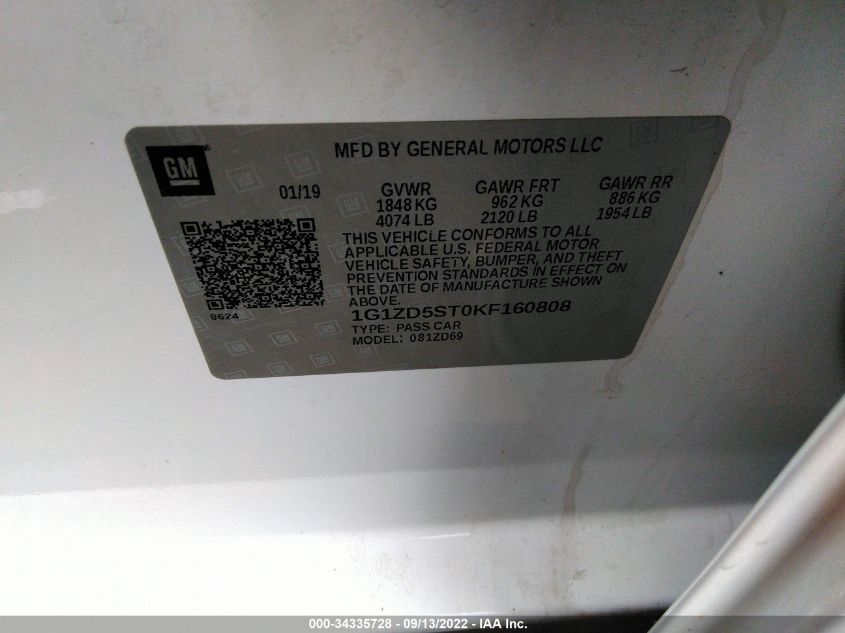 GM
MFD BY GENERAL MOTORS LLC
01/19 GVWR GAWR FRT GAWR RR
1848 KG 962 KG 886 KG
4074 LB 2120 LB 1954 LB
THIS VEHICLE CONFORMS TO ALL
APPLICABLE U.S. FEDERAL MOTOR
VEHICLE SAFETY, BUMPER, AND THEFT
PREVENTION STANDARDS IN EFFECT ON
THE DATE OF MANUFACTURE SHOWN
ABOVE.
8624
1G1ZD5ST0KF160808
TYPE: PASS CAR
MODEL: 081ZD69
000-34335728 - 09/13/2022 - IAA Inc.